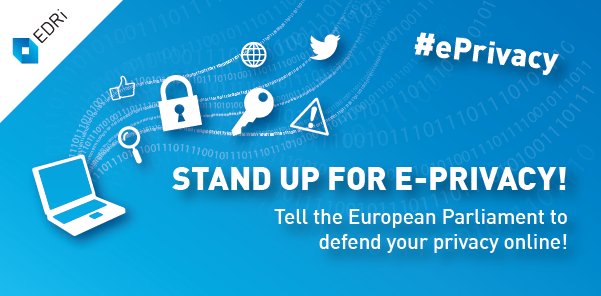 EDRi
#ePrivacy
STAND UP FOR E-PRIVACY!
Tell the European Parliament to
defend your privacy online!